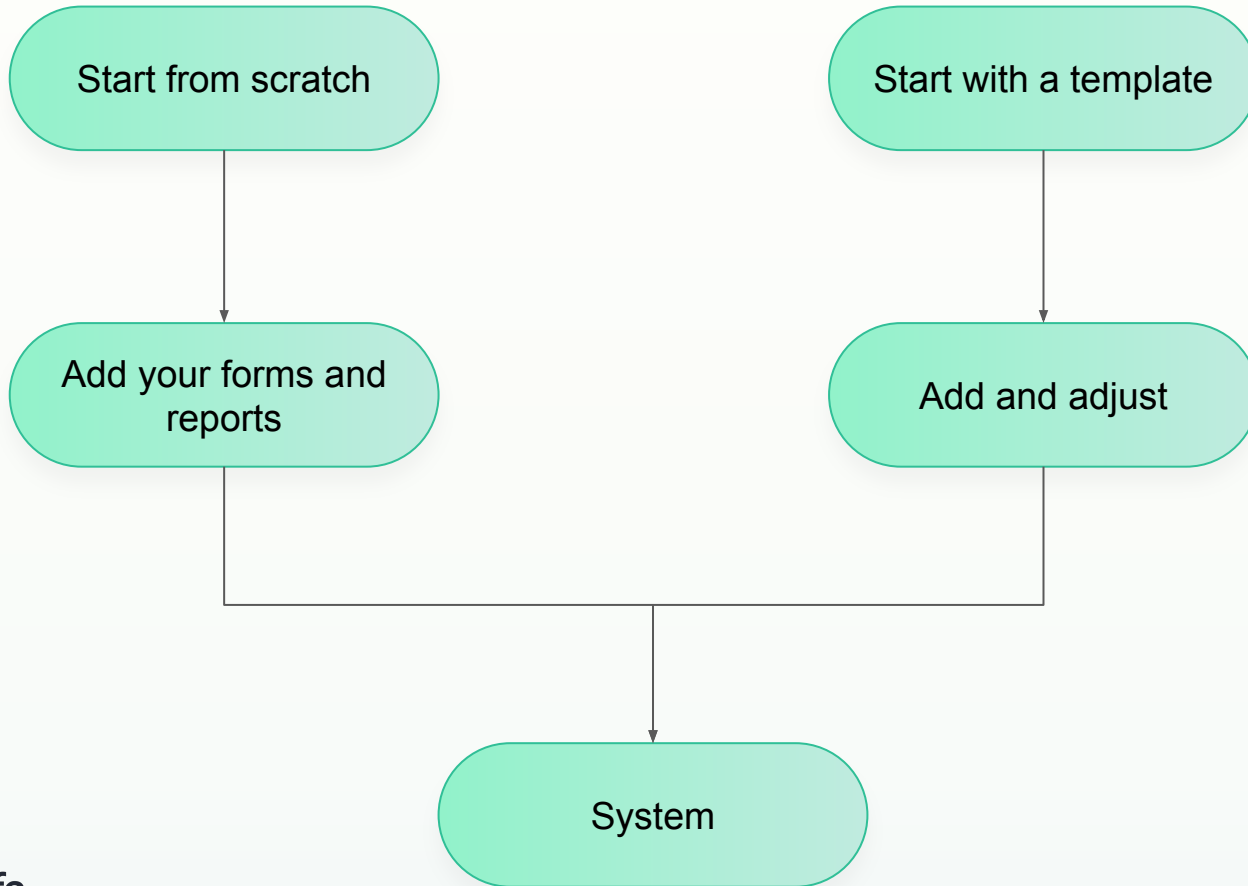 Start from scratch
Start with a template
Add your forms and
reports
Add and adjust
System